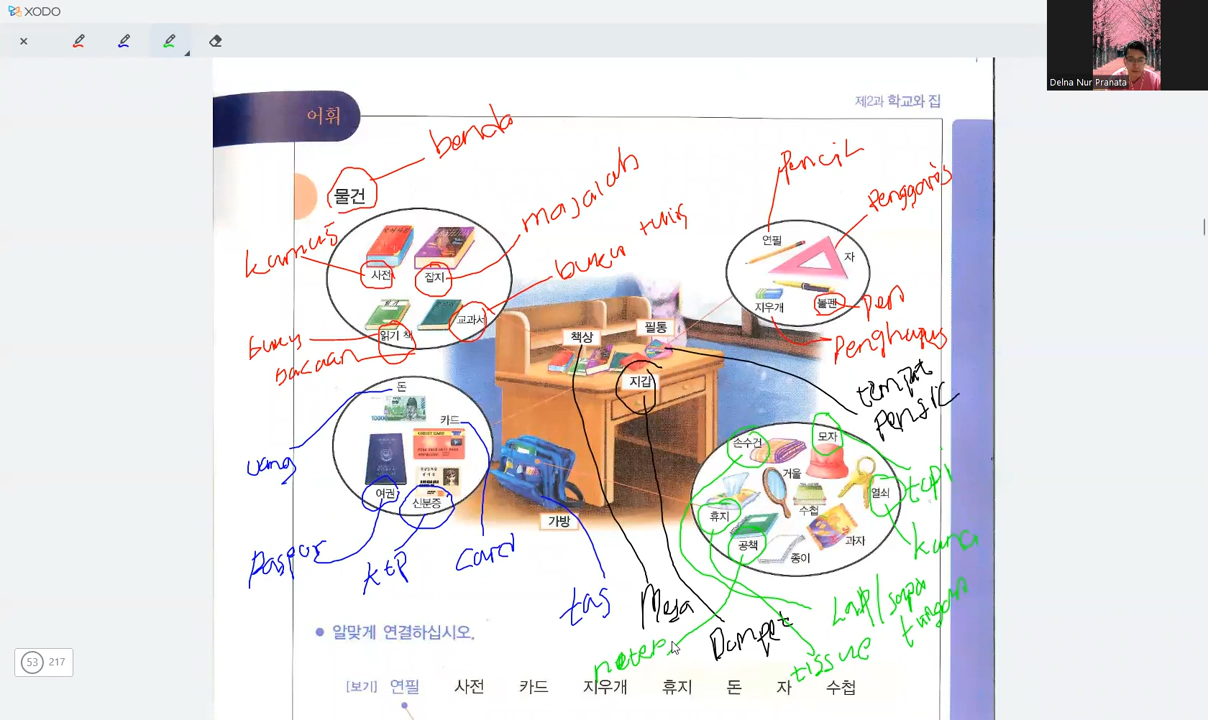 XODO
Delna Nur Pranata
어휘
제2과 학교와 집
benda
물건
majalah
pencil
Penggaris
kamus
buku tulis
연필
사전
집지
buku
자
지우개
볼펜
pen
교과서
읽기 책
buku
bacaan
책상
필통
Penghapus
지갑
tempat
pensil
돈
10000
카드
uang
손수건
모자
거울
topi
여권
신분증
수첩
열쇠
휴지
가방
공책
과자
kunci
종이
Paspor
ktp
Card
tas
Mesa
Lap/sapu
tangan
알맞게 연결하십시오.
Dompet
tissue
53 217
[보기] 연필 사전 카드 지우개 휴지 돈 자 수첩